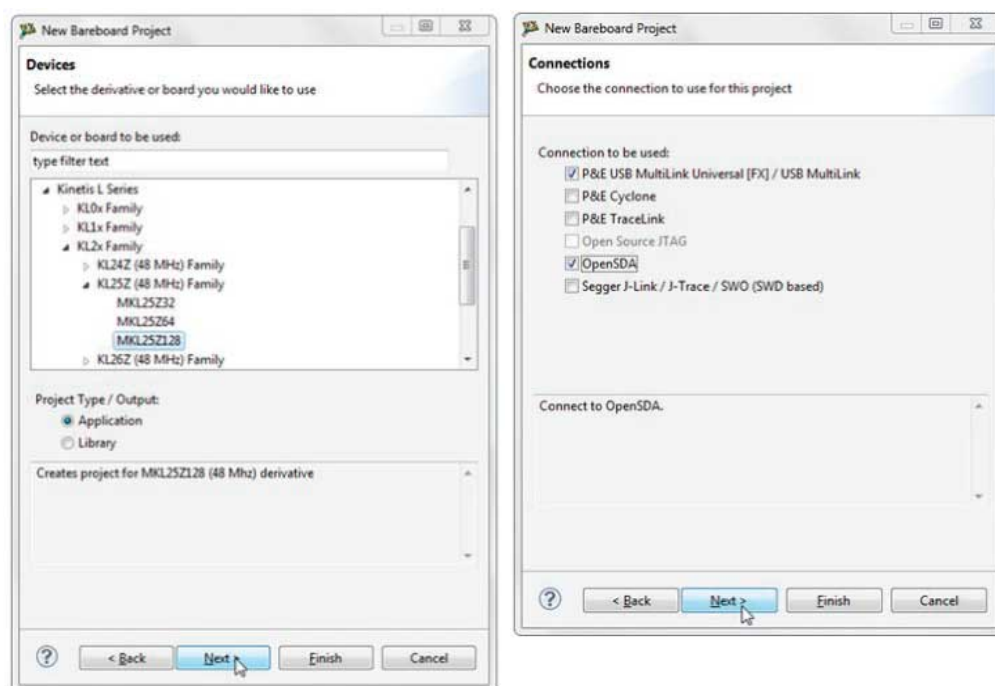 New Bareboard Project
Devices
Select the derivative or board you would like to use
Device or board to be used:
type filter text
Kinetis L Series
KL0x Family
KL1x Family
KL2x Family
KL24Z (48 MHz) Family
KL25Z (48 MHz) Family
MKL25Z32
MKL25Z64
MKL25Z128
KL26Z (48 MHz) Family
Project Type / Output:
Application
Library
Creates project for MKL25Z128 (48 Mhz) derivative
? < Back Next > Finish Cancel
New Bareboard Project
Connections
Choose the connection to use for this project
Connection to be used:
P&E USB MultiLink Universal [FX] / USB MultiLink
P&E Cyclone
P&E TraceLink
Open Source JTAG
OpenSDA
Segger J-Link / J-Trace / SWO (SWD based)
Connect to OpenSDA.
? < Back Next > Finish Cancel